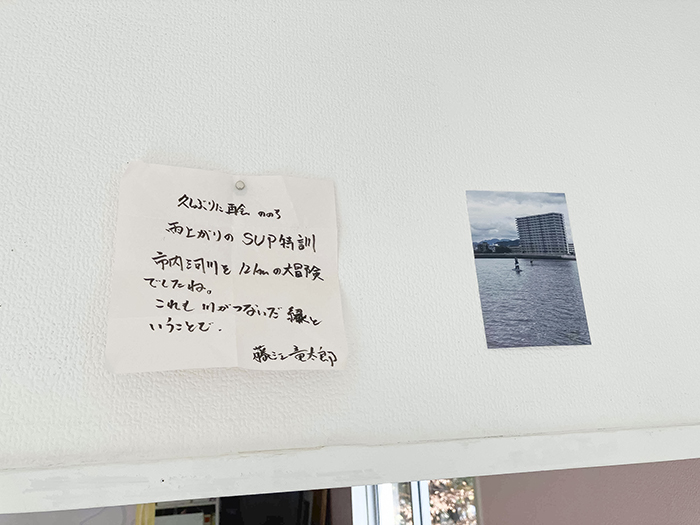 久しぶりに再会 ののち
雨上がりの SUP特訓
市内河川を 12kmの大冒険
でしたね。
これも 川がつないだ 縁と
いうことで.
藤江 竜太郎